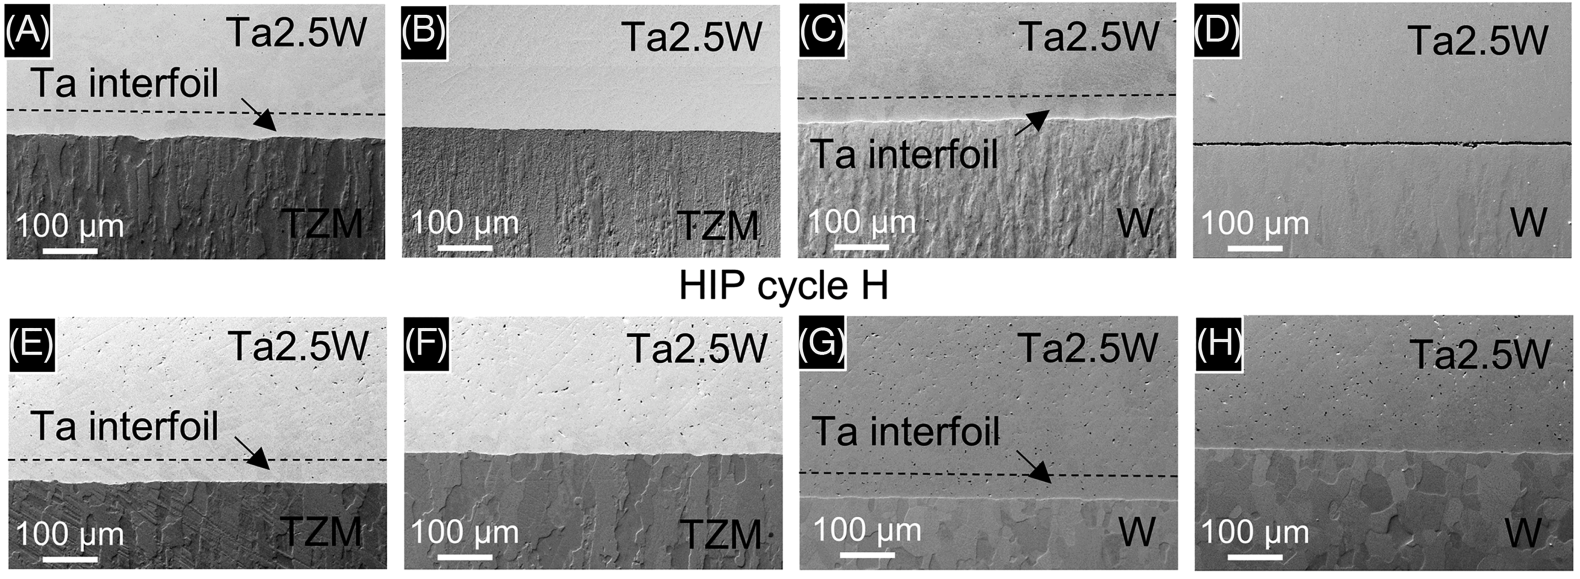 (A)
Ta2.5W
Ta interfoil
100 µm
TZM
(B)
Ta2.5W
100 µm
TZM
(C)
Ta2.5W
Ta interfoil
100 µm
W
(D)
Ta2.5W
100 µm
W
HIP cycle H
(E)
Ta2.5W
Ta interfoil
100 µm
TZM
(F)
Ta2.5W
100 µm
TZM
(G)
Ta2.5W
Ta interfoil
100 µm
W
(H)
Ta2.5W
100 µm
W